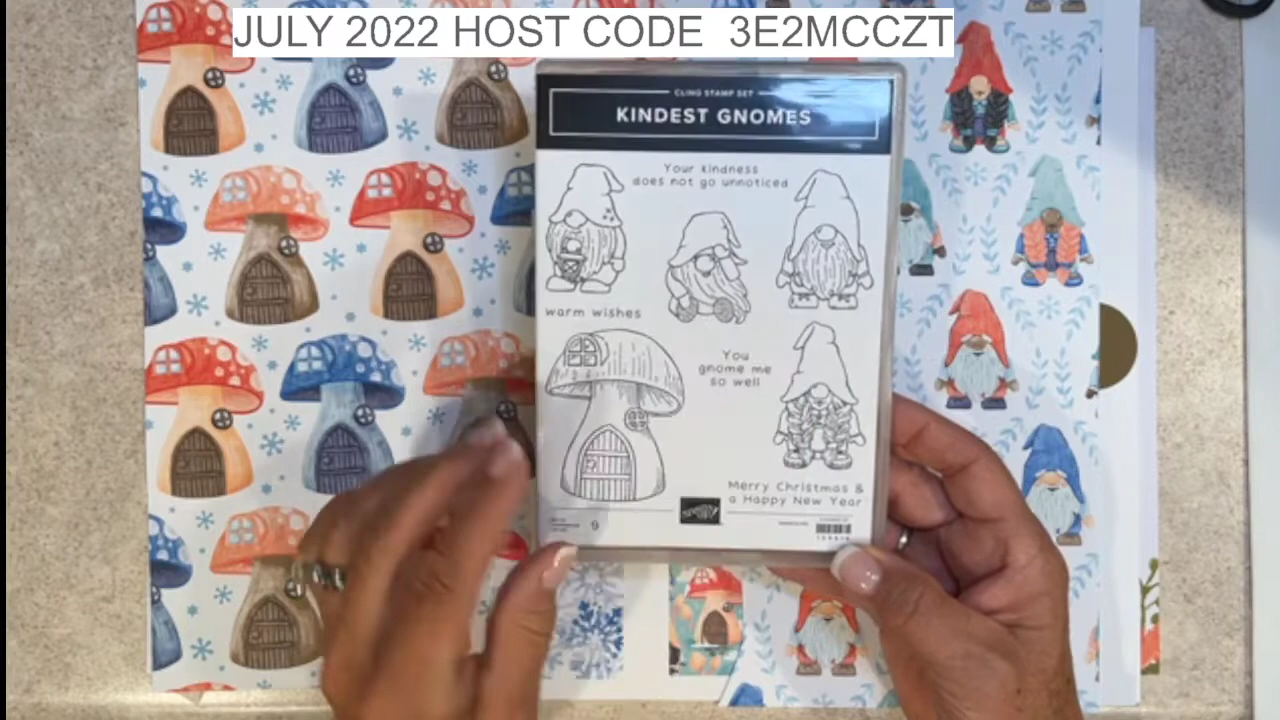 JULY 2022 HOST CODE 3E2MCCZT
CLING STAMP SET
KINDEST GNOMES
Your kindness
does not go unnoticed
warm wishes
You
gnome me
so well
Merry Christmas &
a Happy New Year
9